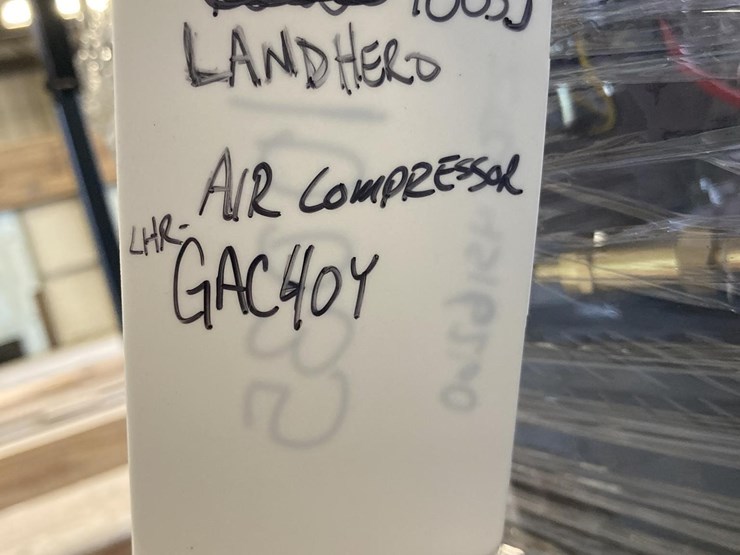 LANDHERO
AIR COMPRESSOR
LHR-
GAC40Y